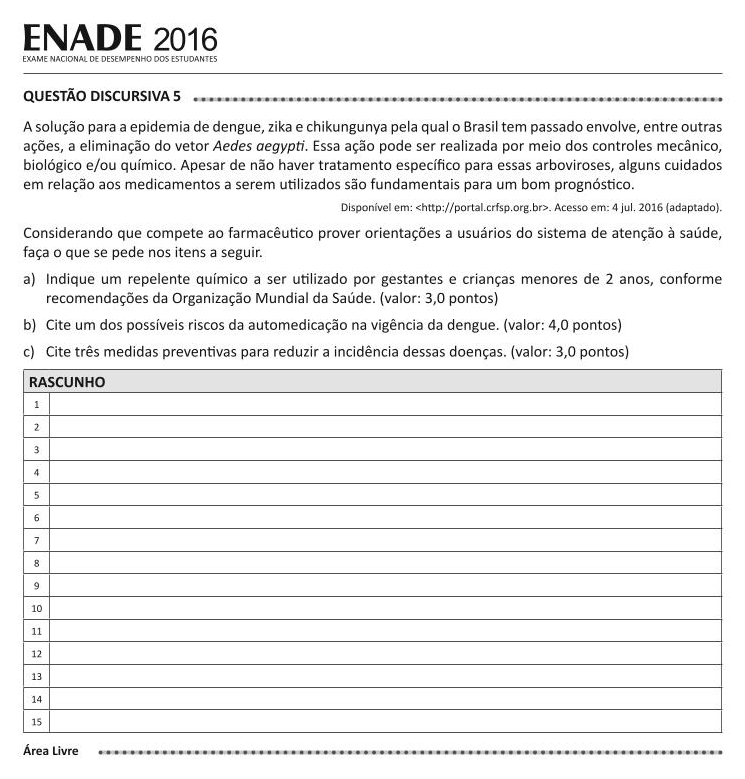 ENADE 2016
EXAME NACIONAL DE DESEMPENHO DOS ESTUDANTES
QUESTÃO DISCURSIVA 5
A solução para a epidemia de dengue, zika e chikungunya pela qual o Brasil tem passado envolve, entre outras
ações, a eliminação do vetor Aedes aegypti. Essa ação pode ser realizada por meio dos controles mecânico,
biológico e/ou químico. Apesar de não haver tratamento específico para essas arboviroses, alguns cuidados
em relação aos medicamentos a serem utilizados são fundamentais para um bom prognóstico.
Disponível em: <http://portal.crfsp.org.br>. Acesso em: 4 jul. 2016 (adaptado).
Considerando que compete ao farmacêutico prover orientações a usuários do sistema de atenção à saúde,
faça o que se pede nos itens a seguir.
a) Indique um repelente químico a ser utilizado por gestantes e crianças menores de 2 anos, conforme
recomendações da Organização Mundial da Saúde. (valor: 3,0 pontos)
b) Cite um dos possíveis riscos da automedicação na vigência da dengue. (valor: 4,0 pontos)
c) Cite três medidas preventivas para reduzir a incidência dessas doenças. (valor: 3,0 pontos)
RASCUNHO
1
2
3
4
5
6
7
8
9
10
11
12
13
14
15
Área Livre